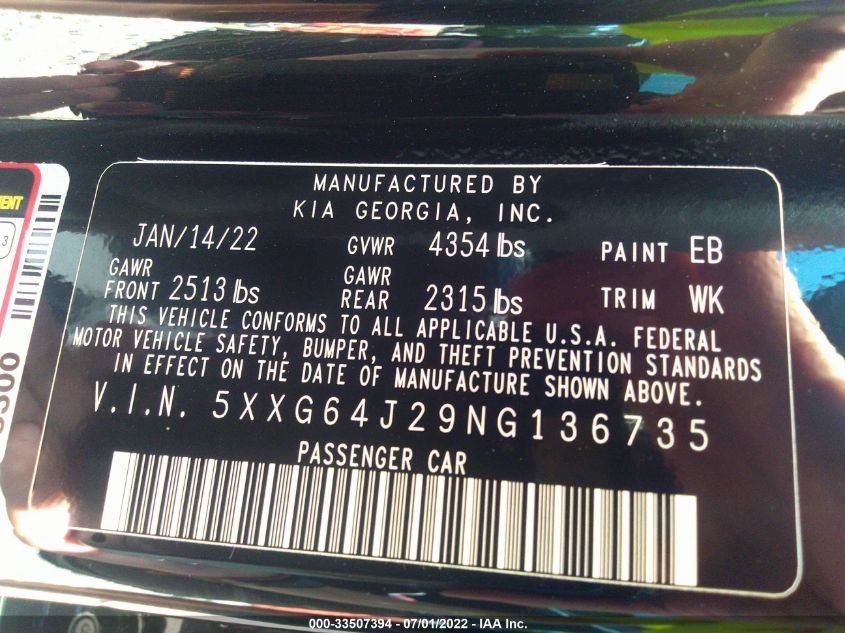 MANUFACTURED BY
KIA GEORGIA, INC.
JAN/14/22 GVWR 4354 lbs PAINT EB
GAWR FRONT 2513 lbs GAWR REAR 2315 lbs TRIM WK
THIS VEHICLE CONFORMS TO ALL APPLICABLE U.S.A. FEDERAL
MOTOR VEHICLE SAFETY, BUMPER, AND THEFT PREVENTION STANDARDS
IN EFFECT ON THE DATE OF MANUFACTURE SHOWN ABOVE.
V.I.N. 5XXG64J29NG136735
PASSENGER CAR
000-33507394 - 07/01/2022 - IAA Inc.